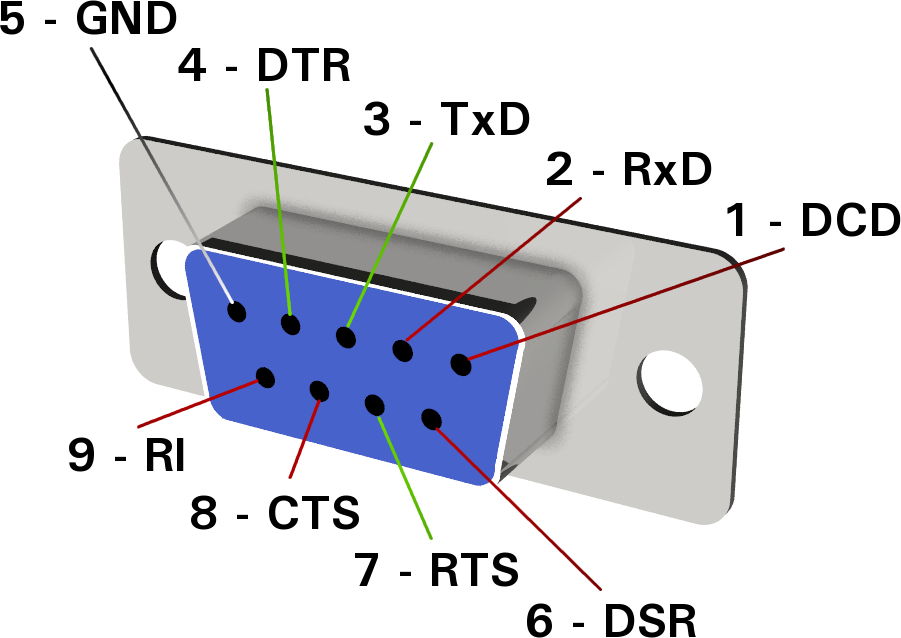 5 - GND
4 - DTR
3 - TxD
2 - RxD
1 - DCD
9 - RI
8 - CTS
7 - RTS
6 - DSR